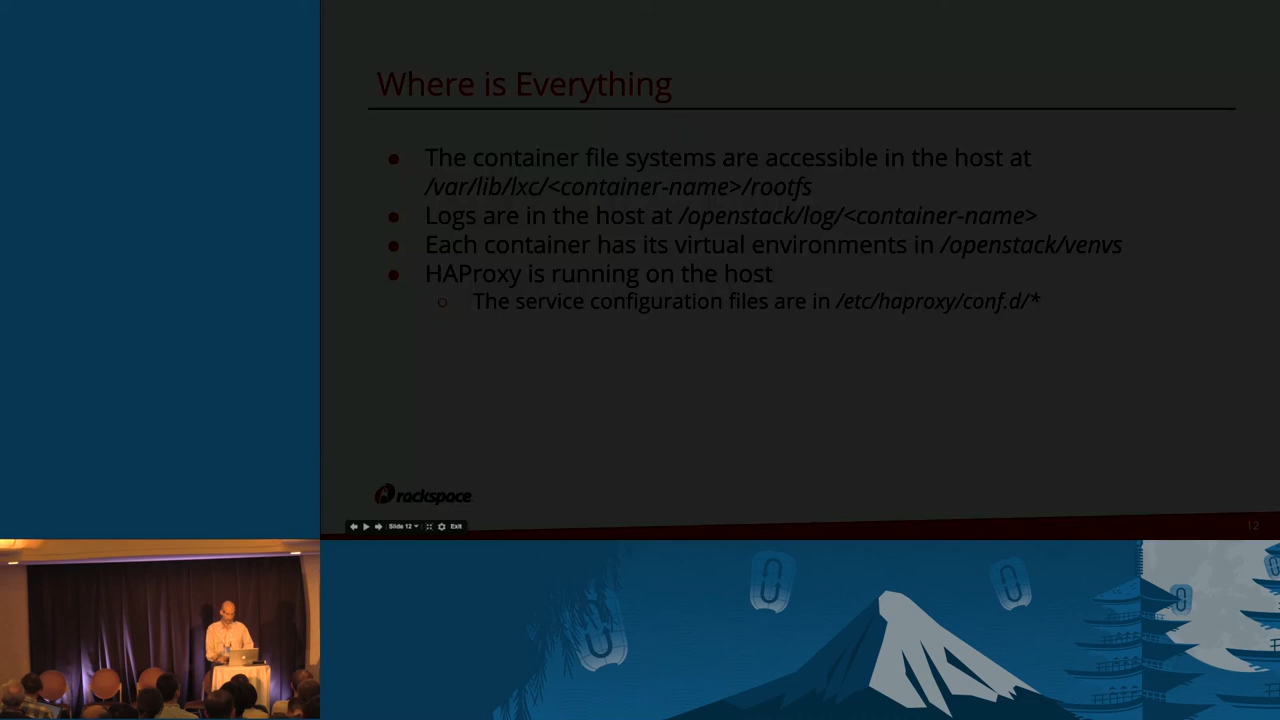 Where is Everything
● The container file systems are accessible in the host at
/var/lib/lxc/<container-name>/rootfs
● Logs are in the host at /openstack/log/<container-name>
● Each container has its virtual environments in /openstack/venvs
● HAProxy is running on the host
○ The service configuration files are in /etc/haproxy/conf.d/*
rackspace
Slide 12 Exit
12